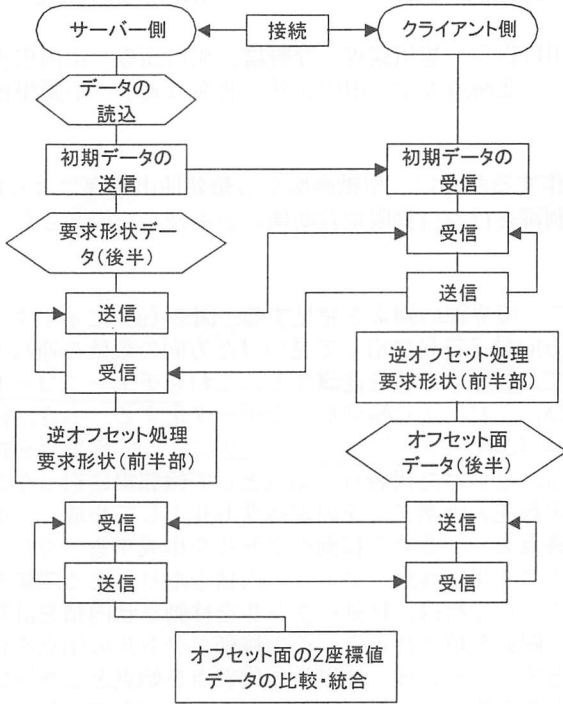 サーバー側
接続
クライアント側
データの
読込
初期データの
送信
初期データの
受信
要求形状デー
タ(後半)
受信
送信
送信
受信
逆オフセット処理
要求形状(前半部)
逆オフセット処理
要求形状(前半部)
オフセット面
データ(後半)
受信
送信
送信
受信
オフセット面のZ座標値
データの比較・統合